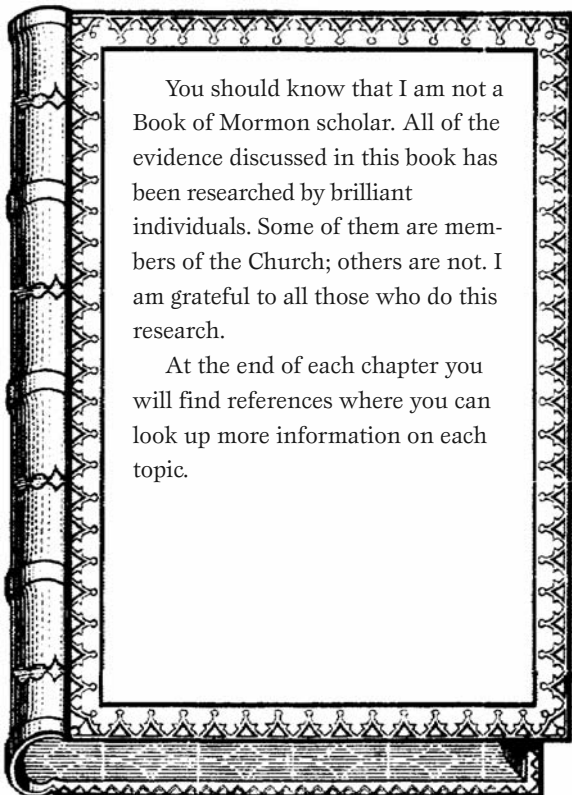 You should know that I am not a
Book of Mormon scholar. All of the
evidence discussed in this book has
been researched by brilliant
individuals. Some of them are mem-
bers of the Church; others are not. I
am grateful to all those who do this
research.
At the end of each chapter you
will find references where you can
look up more information on each
topic.